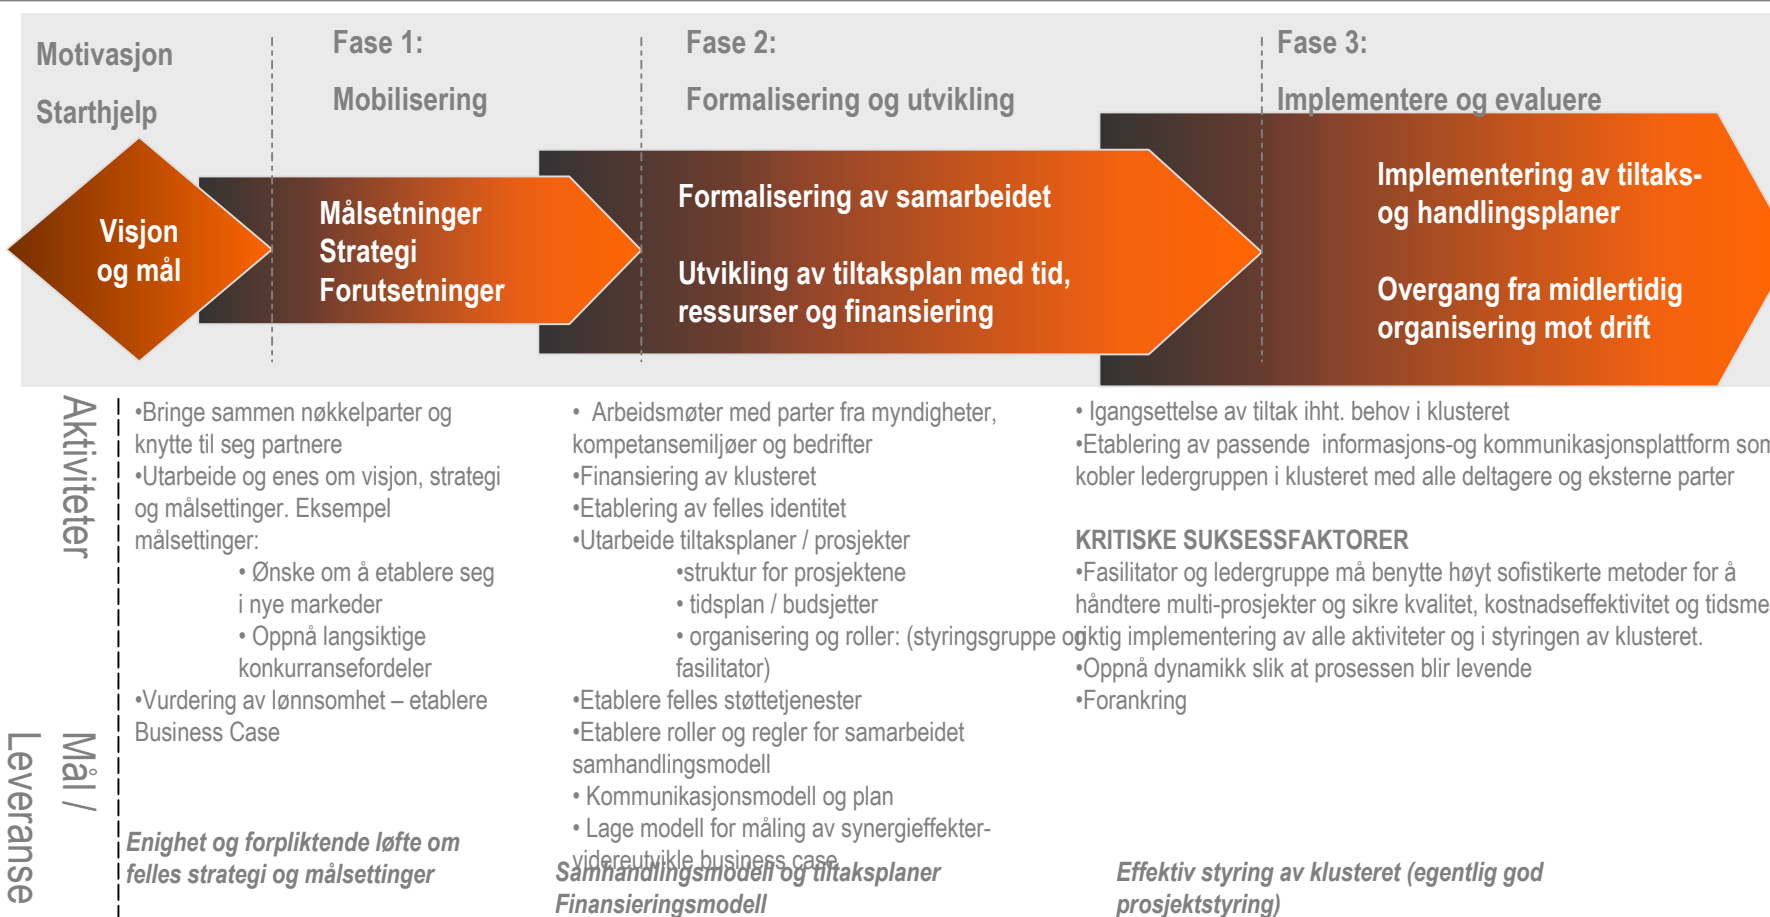 Motivasjon
Starthjelp
Fase 1:
Mobilisering
Fase 2:
Formalisering og utvikling
Fase 3:
Implementere og evaluere
Visjon
og mål
Målsetninger
Strategi
Forutsetninger
Formalisering av samarbeidet
Utvikling av tiltaksplan med tid,
ressurser og finansiering
Implementering av tiltaks-
og handlingsplaner
Overgang fra midlertidig
organisering mot drift
Aktiviteter
•Bringe sammen nøkkelparter og
knytte til seg partnere
•Utarbeide og enes om visjon, strategi
og målsettinger. Eksempel
målsettinger:
• Ønske om å etablere seg
i nye markeder
• Oppnå langsiktige
konkurransefordeler
•Vurdering av lønnsomhet – etablere
Business Case
• Arbeidsmøter med parter fra myndigheter,
kompetansemiljøer og bedrifter
•Finansiering av klusteret
•Etablering av felles identitet
•Utarbeide tiltaksplaner / prosjekter
•struktur for prosjektene
• tidsplan / budsjetter
• organisering og roller: (styringsgruppe og
fasilitator)
•Etablere felles støttetjenester
•Etablere roller og regler for samarbeidet
samhandlingsmodell
• Kommunikasjonsmodell og plan
• Lage modell for måling av synergieffekter-
videreutvikle business case
• Igangsettelse av tiltak ihht. behov i klusteret
•Etablering av passende informasjons-og kommunikasjonsplattform som
kobler ledergruppen i klusteret med alle deltagere og eksterne parter
KRITISKE SUKSESSFAKTORER
•Fasilitator og ledergruppe må benytte høyt sofistikerte metoder for å
håndtere multi-prosjekter og sikre kvalitet, kostnadseffektivitet og tidsme
riktig implementering av alle aktiviteter og i styringen av klusteret.
•Oppnå dynamikk slik at prosessen blir levende
•Forankring
Mål /
Leveranse
Enighet og forpliktende løfte om
felles strategi og målsettinger
Samhandlingsmodell og tiltaksplaner
Finansieringsmodell
Effektiv styring av klusteret (egentlig god
prosjektstyring)